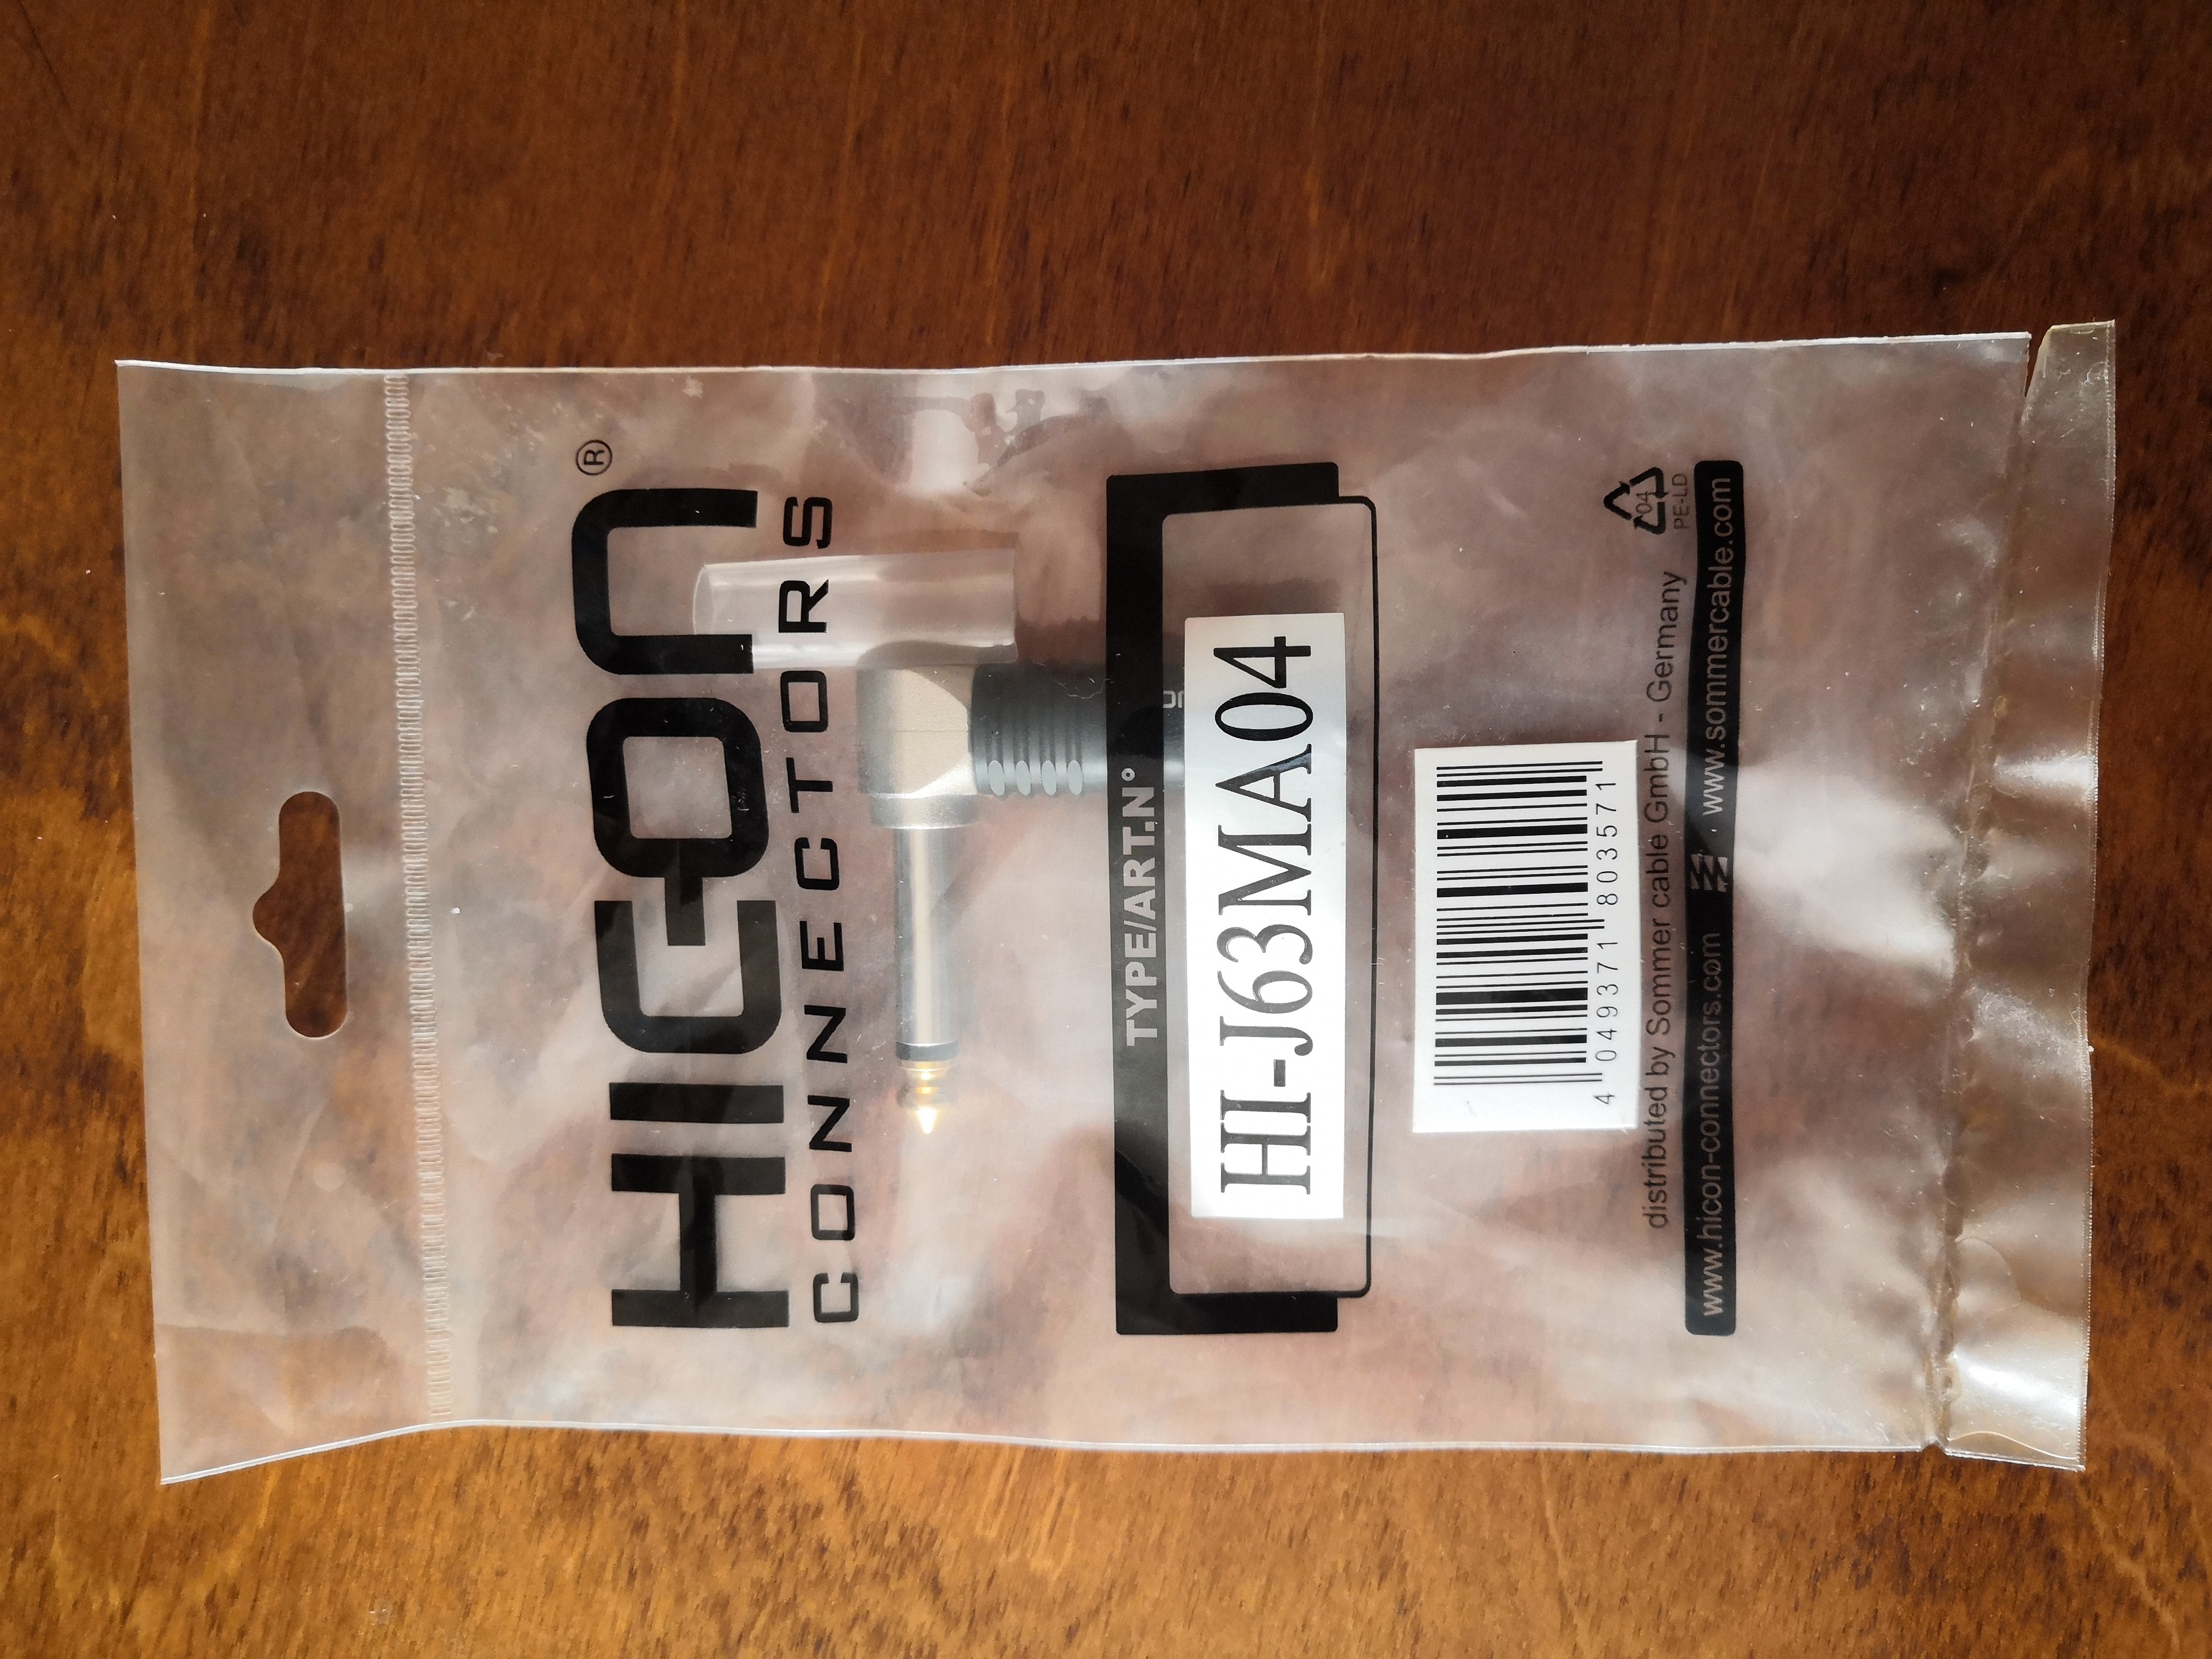 HICON®
CONNECTORS
TYPE/ART.N°
HI-J63MA04
4 049371 803571
04
PE-LD
distributed by Sommer cable GmbH - Germany
www.hicon-connectors.com · www.sommercable.com